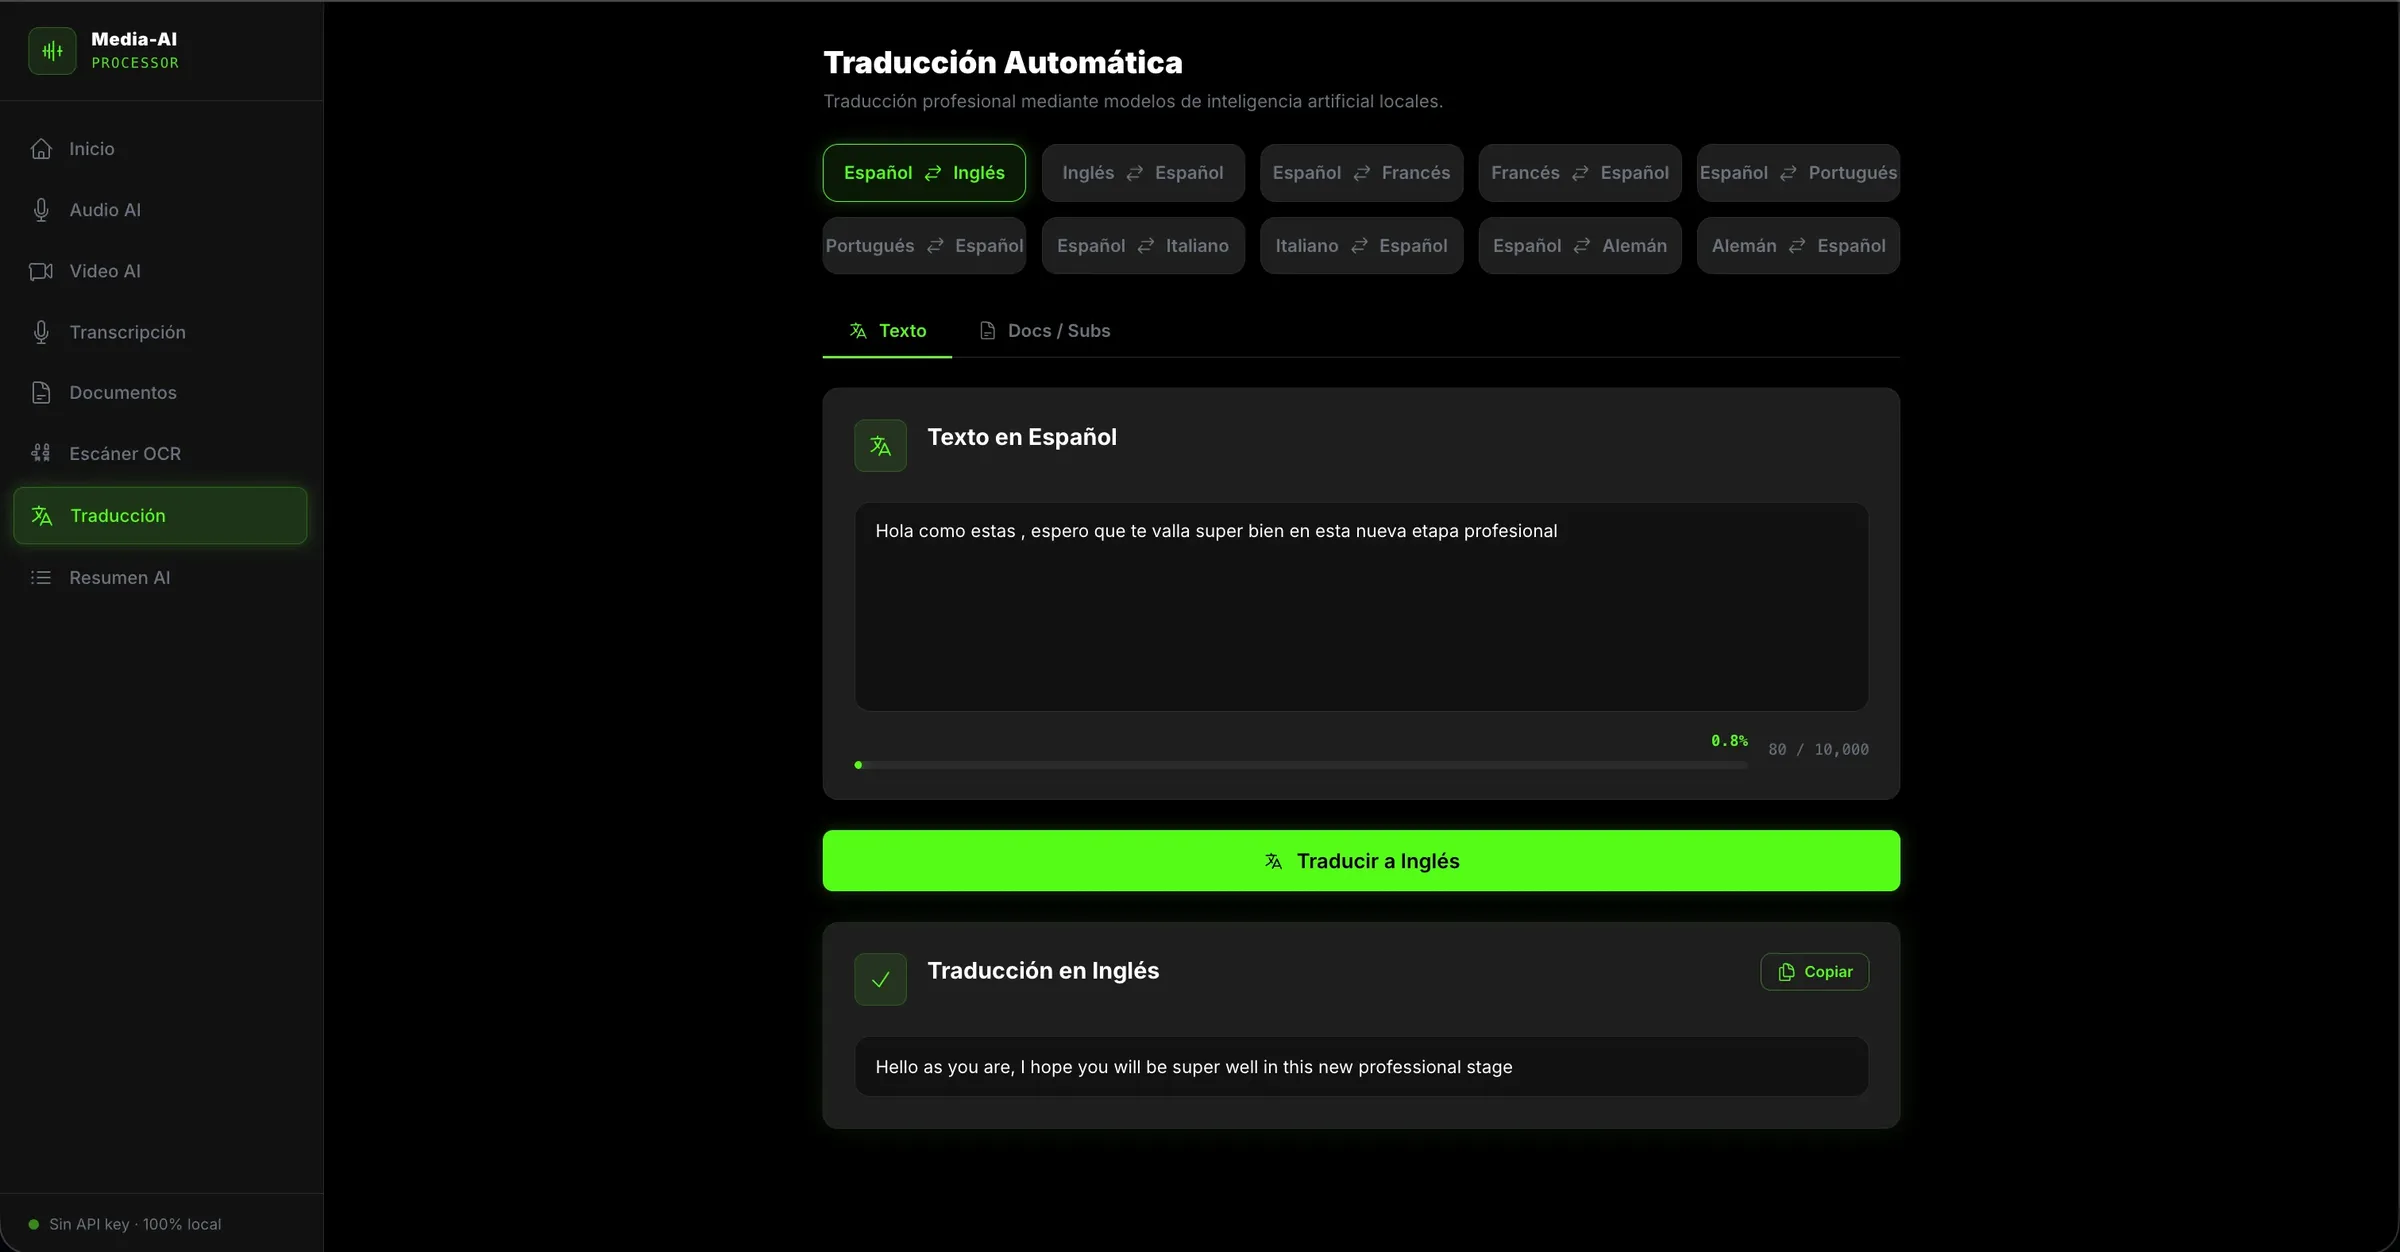 Media-AI
PROCESSOR
Inicio
Audio AI
Video AI
Transcripción
Documentos
Escáner OCR
Traducción
Resumen AI
Sin API key · 100% local
Traducción Automática
Traducción profesional mediante modelos de inteligencia artificial locales.
Español ⇄ Inglés
Inglés ⇄ Español
Español ⇄ Francés
Francés ⇄ Español
Español ⇄ Portugués
Portugués ⇄ Español
Español ⇄ Italiano
Italiano ⇄ Español
Español ⇄ Alemán
Alemán ⇄ Español
Texto
Docs / Subs
Texto en Español
Hola como estas , espero que te valla super bien en esta nueva etapa profesional
0.8%
80 / 10,000
Traducir a Inglés
Traducción en Inglés
Copiar
Hello as you are, I hope you will be super well in this new professional stage